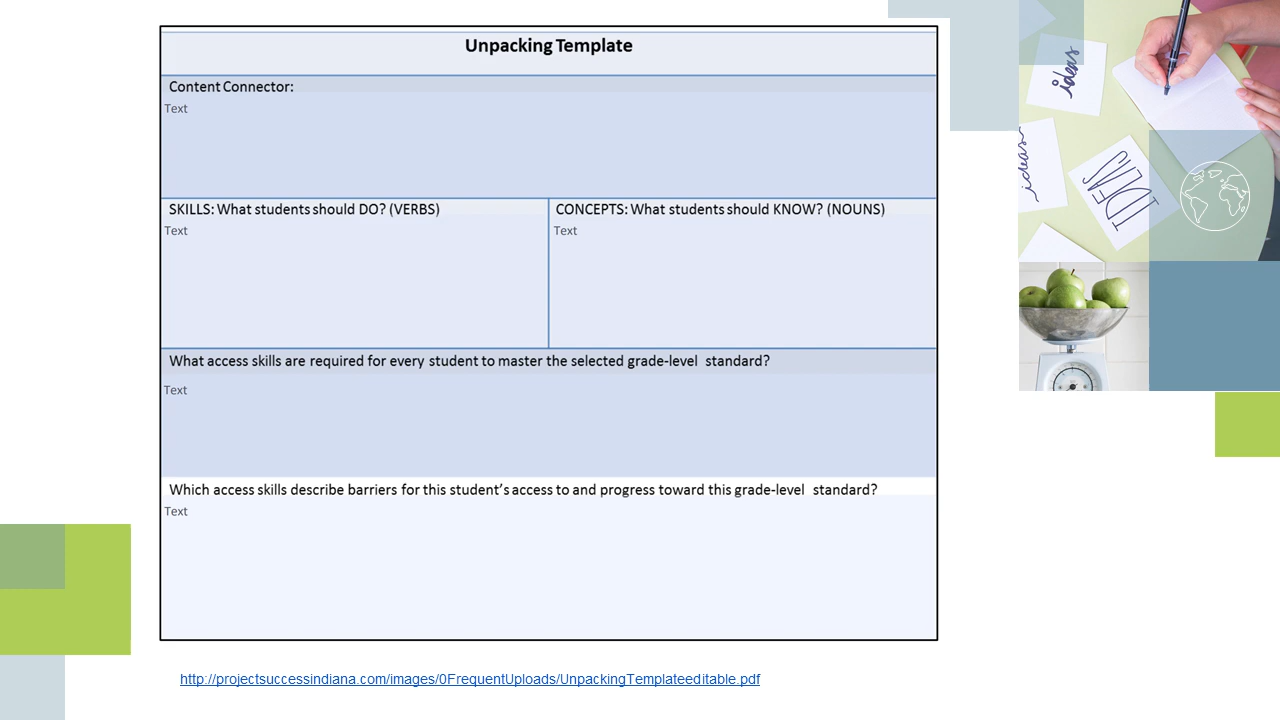 Unpacking Template
Content Connector:
Text
SKILLS: What students should DO? (VERBS)
Text
CONCEPTS: What students should KNOW? (NOUNS)
Text
What access skills are required for every student to master the selected grade-level standard?
Text
Which access skills describe barriers for this student's access to and progress toward this grade-level standard?
Text
http://projectsuccessindiana.com/images/0FrequentUploads/UnpackingTemplateeditable.pdf
ideas
ideas
IDEAS